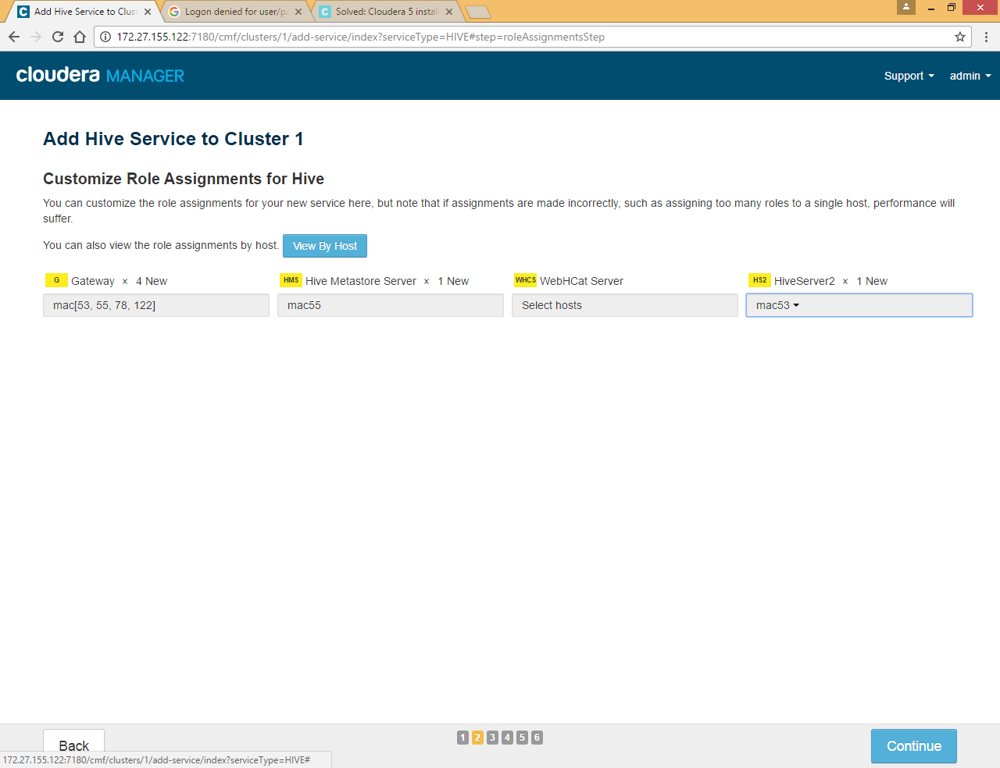 Add Hive Service to Clust
Logon denied for user/pa
Solved: Cloudera 5 instal
172.27.155.122:7180/cmf/clusters/1/add-service/index?serviceType=HIVE#step=roleAssignmentsStep
cloudera MANAGER
Support
admin
Add Hive Service to Cluster 1
Customize Role Assignments for Hive
You can customize the role assignments for your new service here, but note that if assignments are made incorrectly, such as assigning too many roles to a single host, performance will
suffer.
You can also view the role assignments by host. View By Host
G Gateway × 4 New
HMS Hive Metastore Server × 1 New
WHCS WebHCat Server
HS2 HiveServer2 × 1 New
mac[53, 55, 78, 122]
mac55
Select hosts
mac53
Back
1 2 3 4 5 6
Continue
172.27.155.122:7180/cmf/clusters/1/add-service/index?serviceType=HIVE#